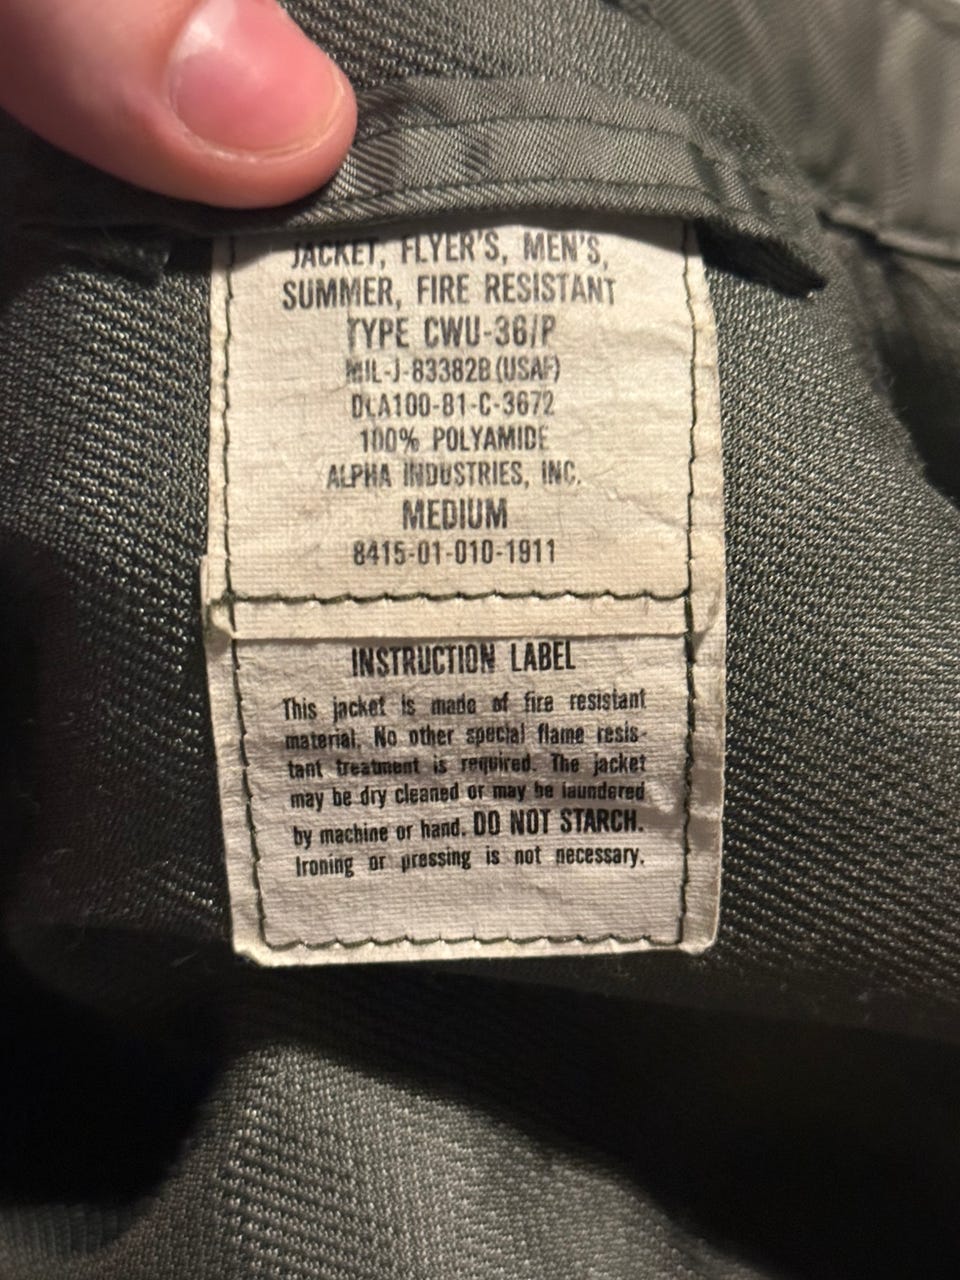 JACKET, FLYER'S, MEN'S,
SUMMER, FIRE RESISTANT
TYPE CWU-36/P
MIL-J-83382B (USAF)
DLA100-81-C-3672
100% POLYAMIDE
ALPHA INDUSTRIES, INC.
MEDIUM
8415-01-010-1911
INSTRUCTION LABEL
This jacket is made of fire resistant
material. No other special flame resis-
tant treatment is required. The jacket
may be dry cleaned or may be laundered
by machine or hand. DO NOT STARCH.
Ironing or pressing is not necessary.